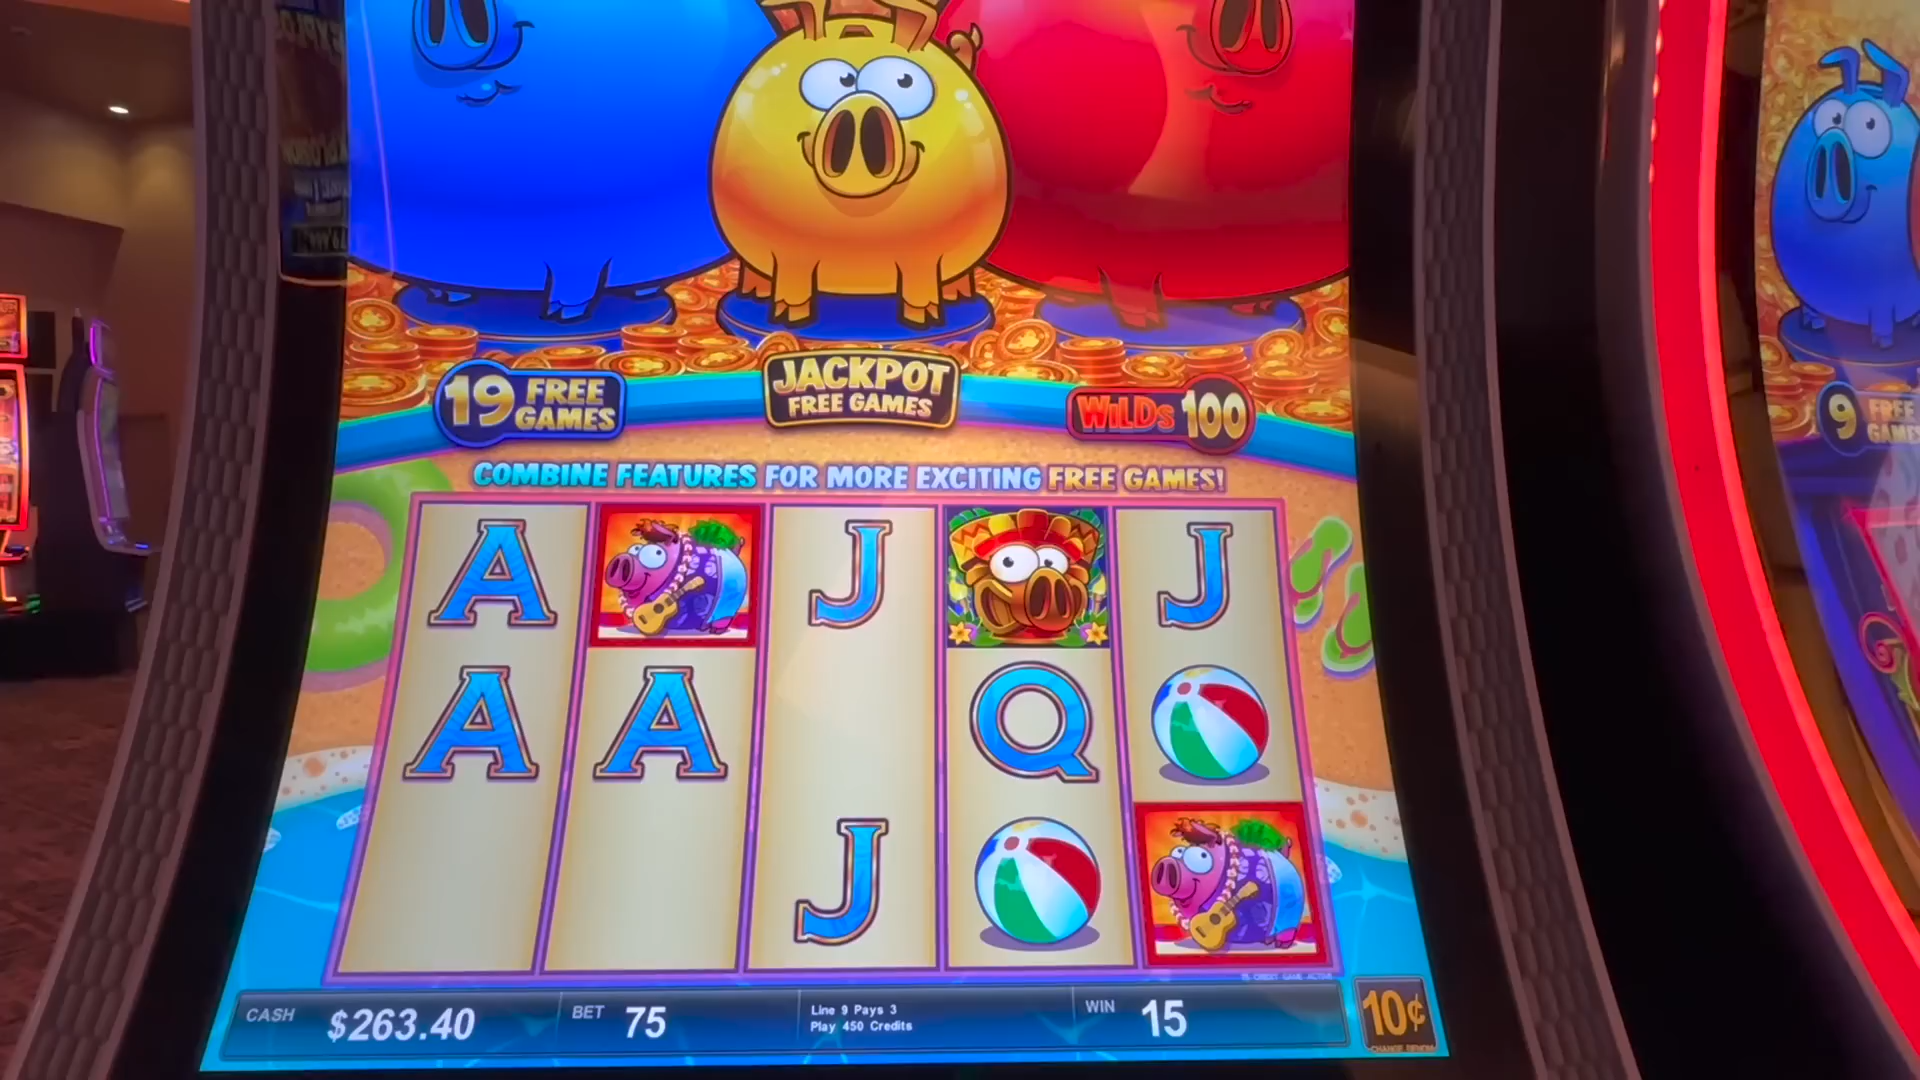 19 FREE GAMES
JACKPOT FREE GAMES
WiLDs 100
9 FREE GAMES
COMBINE FEATURES FOR MORE EXCITING FREE GAMES!
A J J
A A Q
J
CASH $263.40
BET 75
Line 9 Pays 3
Play 450 Credits
WIN 15
10¢